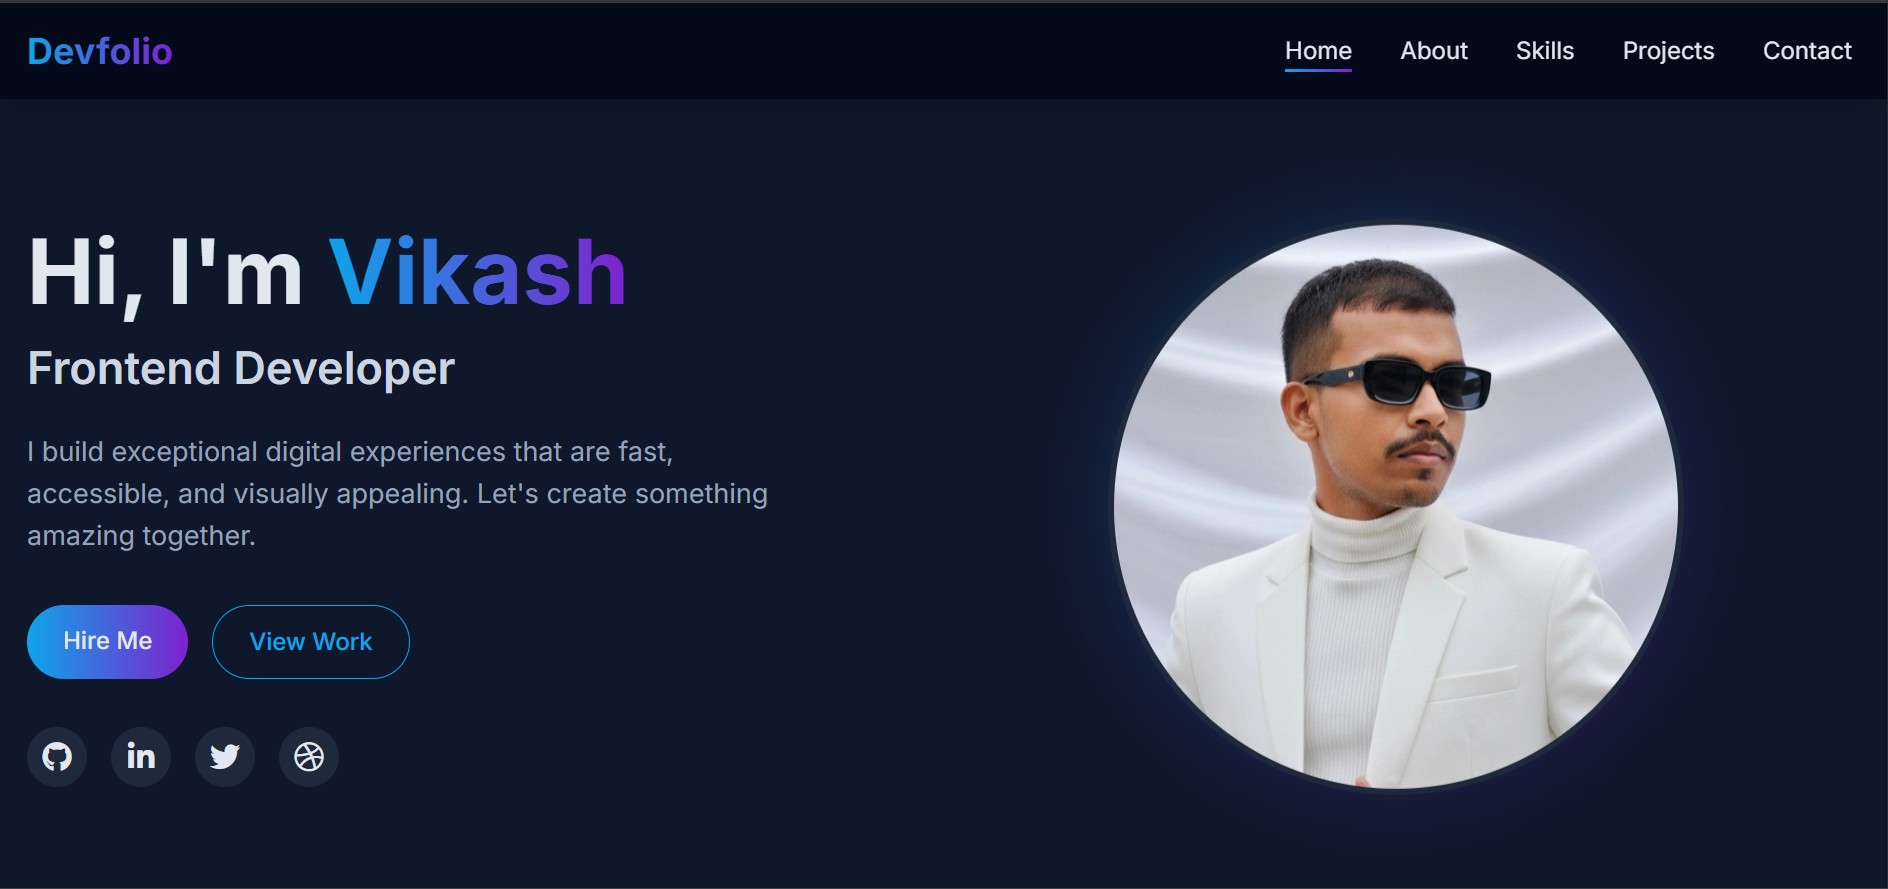 Devfolio
Home About Skills Projects Contact
Hi, I'm Vikash
Frontend Developer
I build exceptional digital experiences that are fast,
accessible, and visually appealing. Let's create something
amazing together.
Hire Me View Work
in